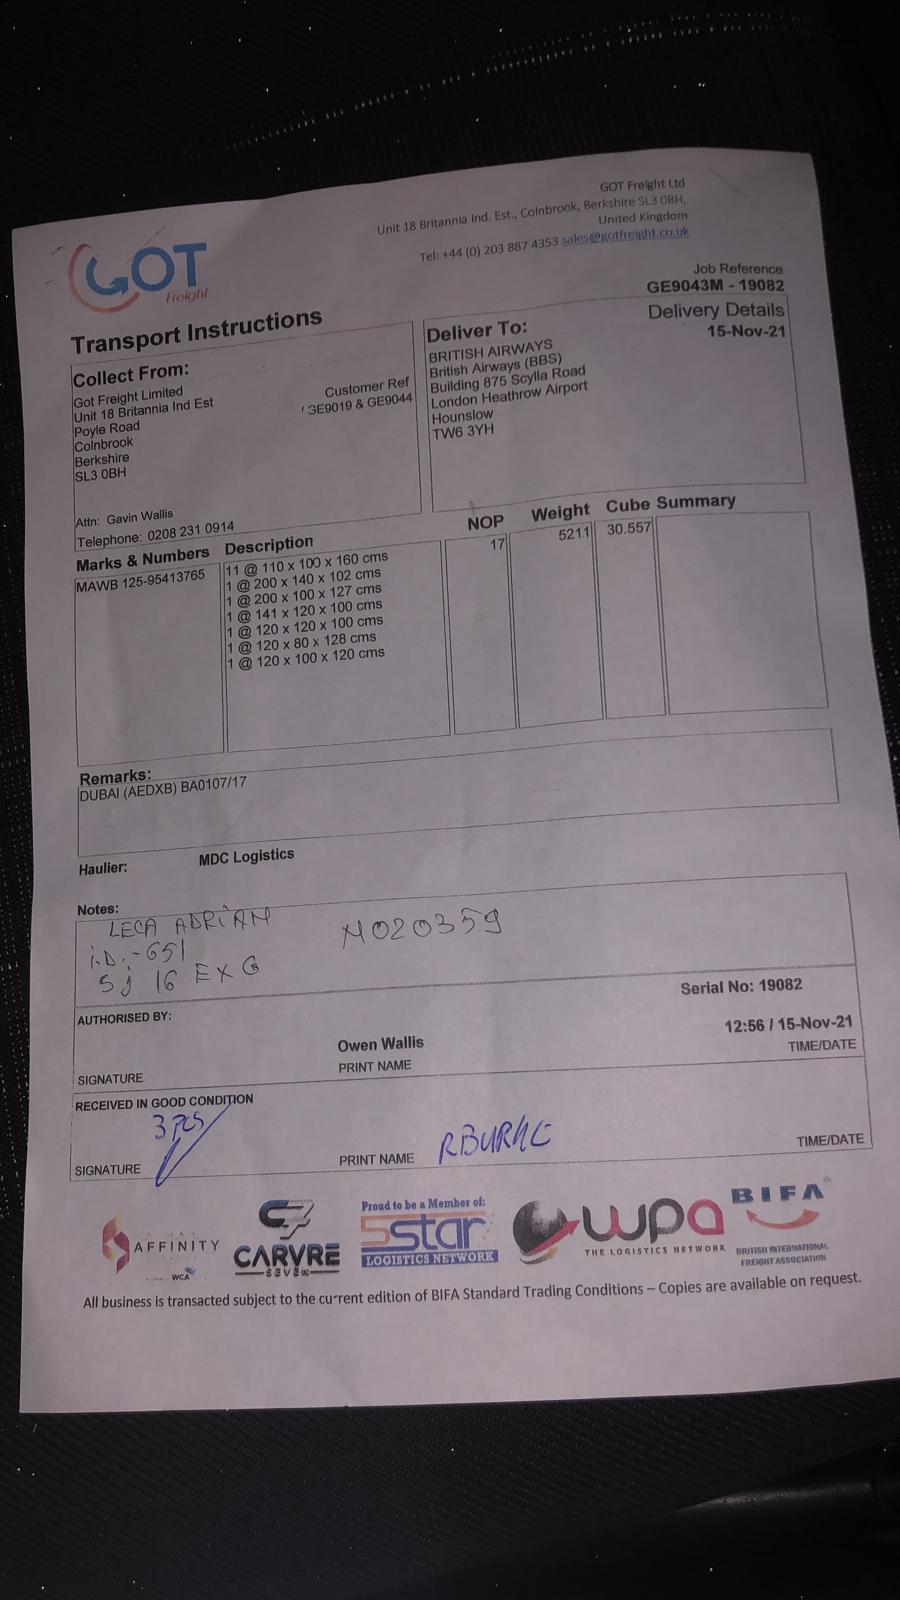 GOT Freight Ltd
Unit 18 Britannia Ind. Est., Colnbrook, Berkshire SL3 0BH,
United Kingdom
Tel: +44 (0) 203 887 4353 sales@gotfreight.co.uk
GOT
Freight
Job Reference
GE9043M - 19082
Transport Instructions
Collect From:
Got Freight Limited
Unit 18 Britannia Ind Est
Poyle Road
Colnbrook
Berkshire
SL3 0BH
Customer Ref
GE9019 & GE9044
Attn: Gavin Wallis
Telephone: 0208 231 0914
Deliver To:
BRITISH AIRWAYS
British Airways (BBS)
Building 875 Scylla Road
London Heathrow Airport
Hounslow
TW6 3YH
Delivery Details
15-Nov-21
Marks & Numbers Description NOP Weight Cube Summary
MAWB 125-95413765
11 @ 110 x 100 x 160 cms
1 @ 200 x 140 x 102 cms
1 @ 200 x 100 x 127 cms
1 @ 141 x 120 x 100 cms
1 @ 120 x 120 x 100 cms
1 @ 120 x 80 x 128 cms
1 @ 120 x 100 x 120 cms
17
5211
30.557
Remarks:
DUBAI (AEDXB) BA0107/17
Haulier: MDC Logistics
Notes:
LECA ADRIAN
i.D.-651
Sj 16 EXG
M020359
Serial No: 19082
AUTHORISED BY:
Owen Wallis
12:56 / 15-Nov-21
SIGNATURE PRINT NAME TIME/DATE
RECEIVED IN GOOD CONDITION
3 PCS
RBURKE
SIGNATURE PRINT NAME TIME/DATE
AFFINITY
WCA
CARVRE
Proud to be a Member of:
5star
LOGISTICS NETWORK
wpa
THE LOGISTICS NETWORK
BIFA
BRITISH INTERNATIONAL
FREIGHT ASSOCIATION
All business is transacted subject to the current edition of BIFA Standard Trading Conditions – Copies are available on request.